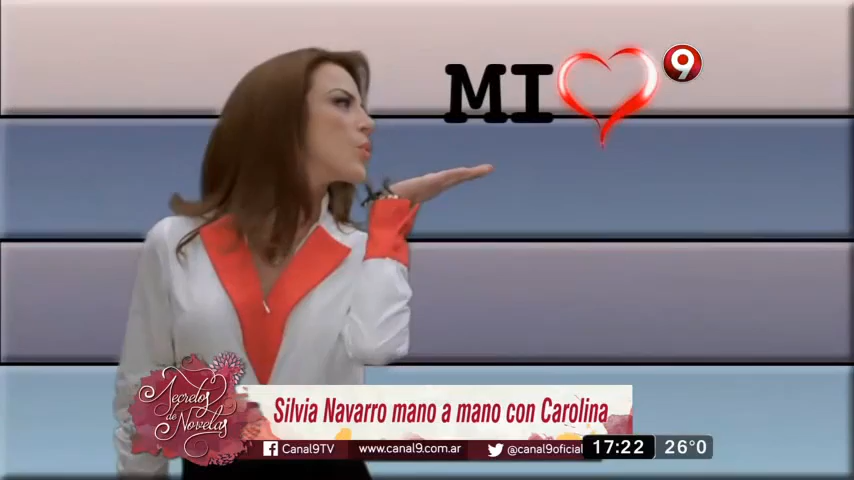 MI
9
Secretos
de
Novelas
Silvia Navarro mano a mano con Carolina
Canal9TV www.canal9.com.ar @canal9oficial 17:22 26°0